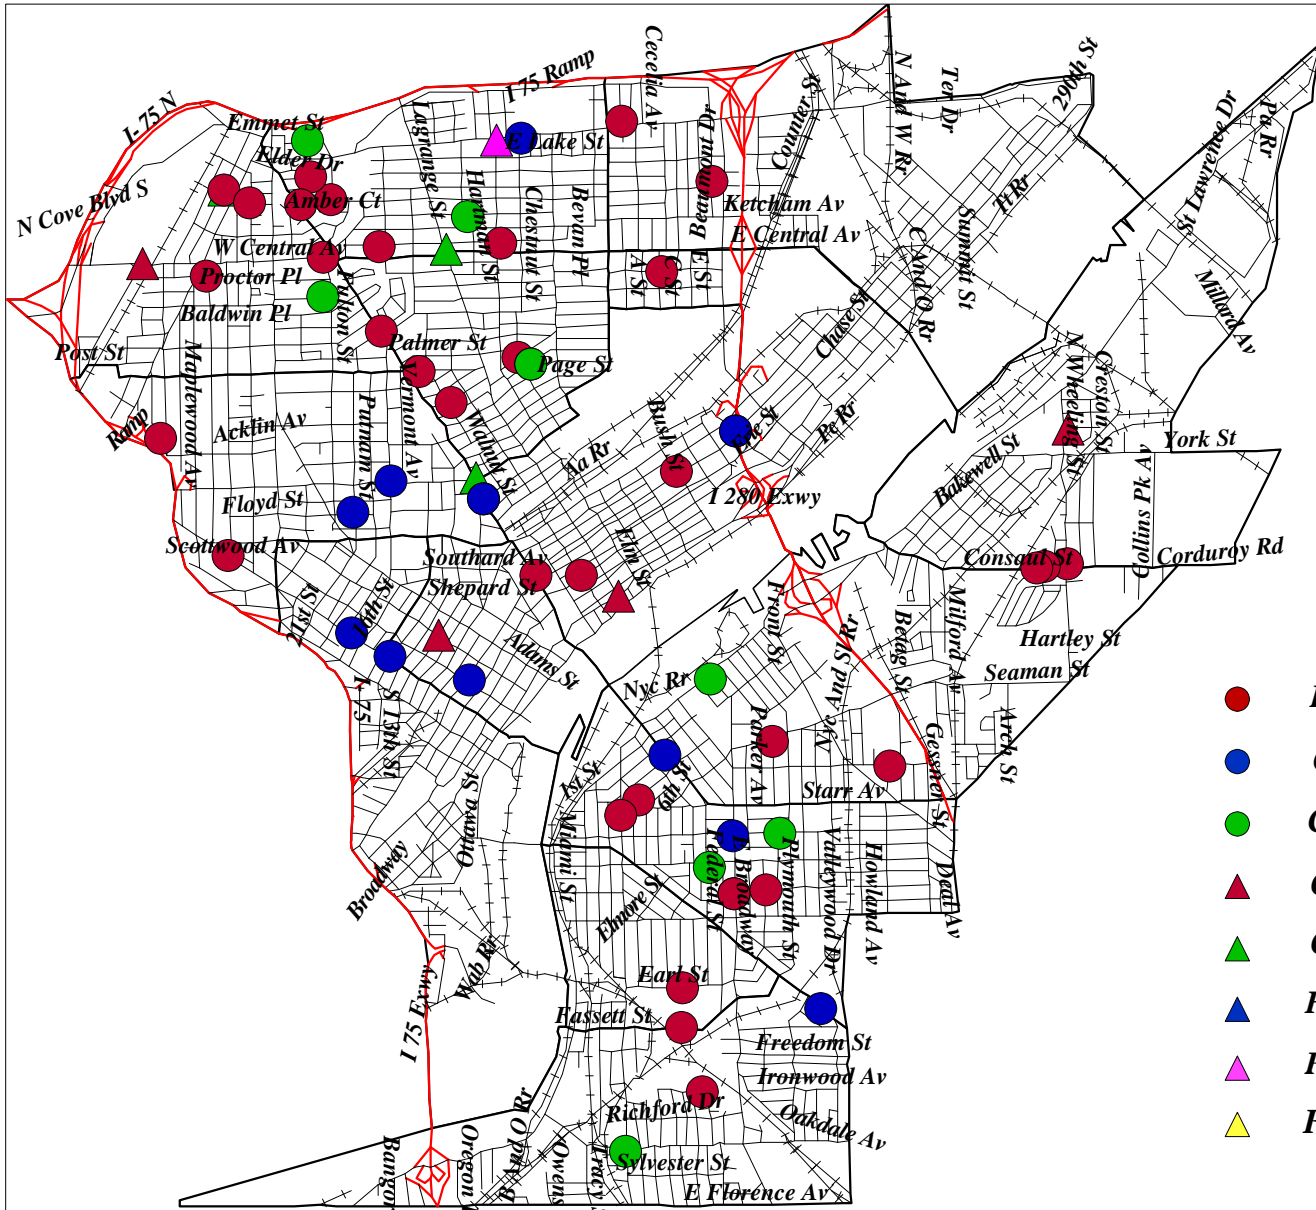 I 75 Ramp
Cecelia Av
N And W Rr
Ter Dr
290th St
St Lawrence Dr
Pa Rr
I- 75 N
Emmet St
Elder Dr
Lagrange St
E Lake St
Beaumont Dr
Counter S
N Cove Blvd S
Amber Ct
Hartman St
Chestnut St
Bevan Pl
Ketcham Av
E Central Av
Tt Rr
Summit St
W Central Av
Proctor Pl
Baldwin Pl
Fulton St
A St
C St
E St
C And O Rr
Millard Av
Post St
Maplewood Av
Palmer St
Page St
Chase St
N Wheeling St
Creston St
Ramp
Acklin Av
Putnam St
Vermont Av
Walnut St
Aa Rr
Bush St
Erie St
Pe Rr
Bakewell St
York St
Floyd St
I 280 Exwy
Collins Pk Av
Scottwood Av
Southard Av
Shepard St
Elm St
Consaul St
Corduroy Rd
21st St
16th St
Adams St
Front St
Nyc And Sl Rr
Betag St
Milford Av
Hartley St
Seaman St
I- 75
S 13th St
Nyc Rr
Parker Av
Gessner St
Arch St
1st St
6th St
Starr Av
Ottawa St
Miami St
Broadway
Federal St
E Broadway
Plymouth St
Valleywood Dr
Howland Av
Deal Av
Elmore St
Wab Rr
I 75 Exwy
Earl St
Fassett St
Freedom St
Ironwood Av
Richford Dr
Oakdale Av
Bangor
Oregon
B And O Rr
Owens
Tracy
Sylvester St
E Florence Av